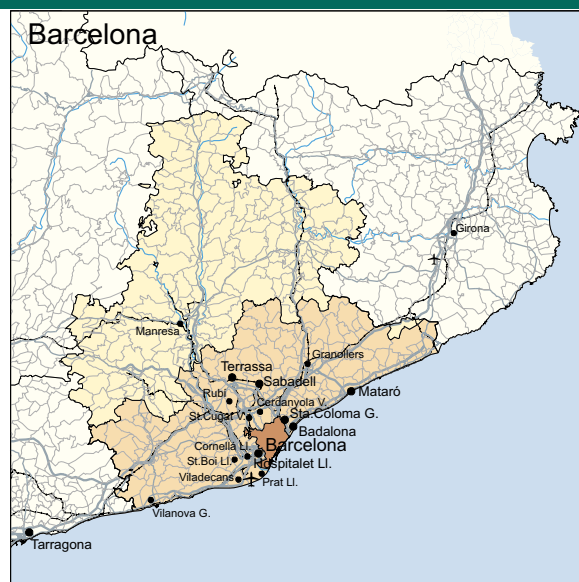 Barcelona
Girona
Manresa
Granollers
Terrassa
Sabadell
Mataró
Rubí
Cerdanyola V.
St.Cugat V.
Sta.Coloma G.
Badalona
Cornellà Ll.
Barcelona
St.Boi Ll.
Hospitalet Ll.
Viladecans
Prat Ll.
Vilanova G.
Tarragona